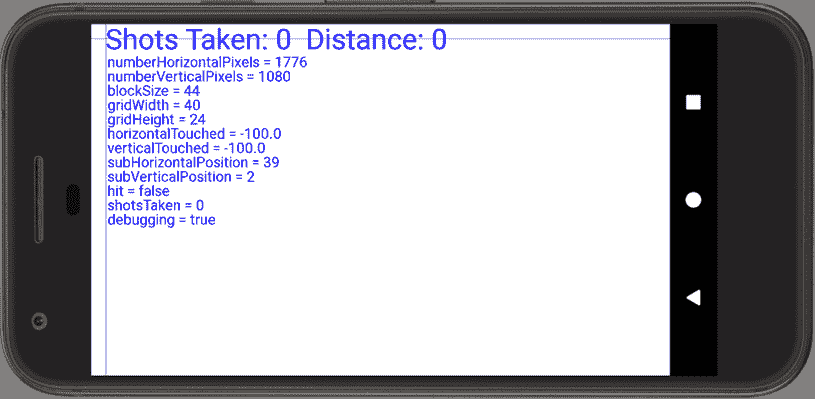 Shots Taken: 0 Distance: 0
numberHorizontalPixels = 1776
numberVerticalPixels = 1080
blockSize = 44
gridWidth = 40
gridHeight = 24
horizontalTouched = -100.0
verticalTouched = -100.0
subHorizontalPosition = 39
subVerticalPosition = 2
hit = false
shotsTaken = 0
debugging = true